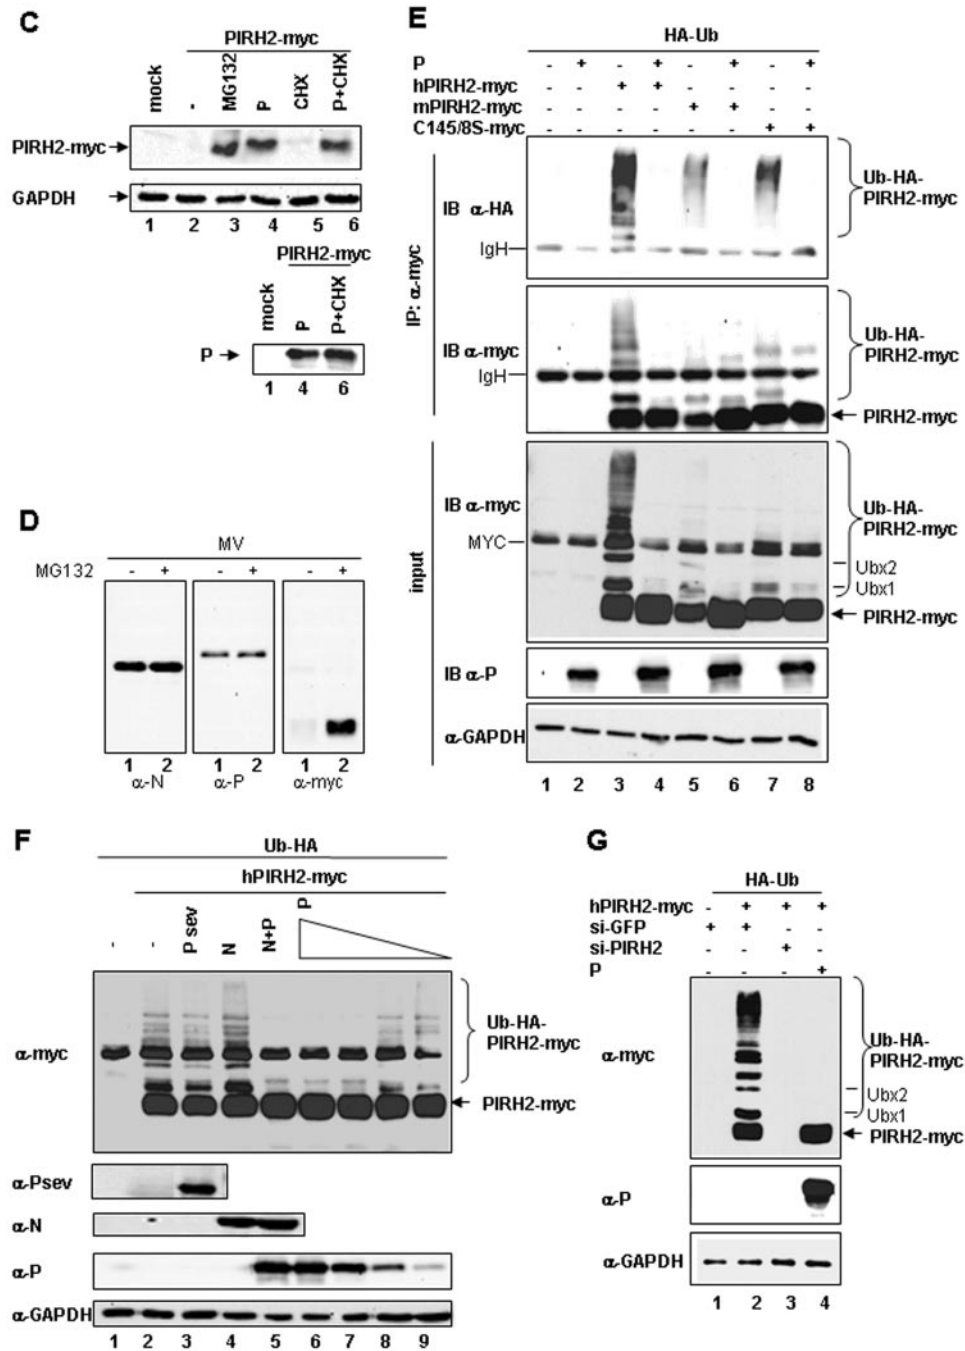 C
PIRH2-myc
mock
-
MG132
P
CHX
P+CHX
PIRH2-myc
GAPDH
1 2 3 4 5 6
PIRH2-myc
mock
P
P+CHX
P
1 4 6
D
MV
MG132 - + - + - +
1 2 1 2 1 2
α-N α-P α-myc
E
HA-Ub
P - + - + - + - +
hPIRH2-myc - - + + - - - -
mPIRH2-myc - - - - + + - -
C145/8S-myc - - - - - - + +
IP: α-myc
IB α-HA
IgH
Ub-HA-
PIRH2-myc
IB α-myc
IgH
Ub-HA-
PIRH2-myc
PIRH2-myc
input
IB α-myc
MYC
Ub-HA-
PIRH2-myc
Ubx2
Ubx1
PIRH2-myc
IB α-P
α-GAPDH
1 2 3 4 5 6 7 8
F
Ub-HA
hPIRH2-myc
-
-
P sev
N
N+P
P
α-myc
Ub-HA-
PIRH2-myc
PIRH2-myc
α-Psev
α-N
α-P
α-GAPDH
1 2 3 4 5 6 7 8 9
G
HA-Ub
hPIRH2-myc - + + +
si-GFP + + - -
si-PIRH2 - - + -
P - - - +
α-myc
Ub-HA-
PIRH2-myc
Ubx2
Ubx1
PIRH2-myc
α-P
α-GAPDH
1 2 3 4